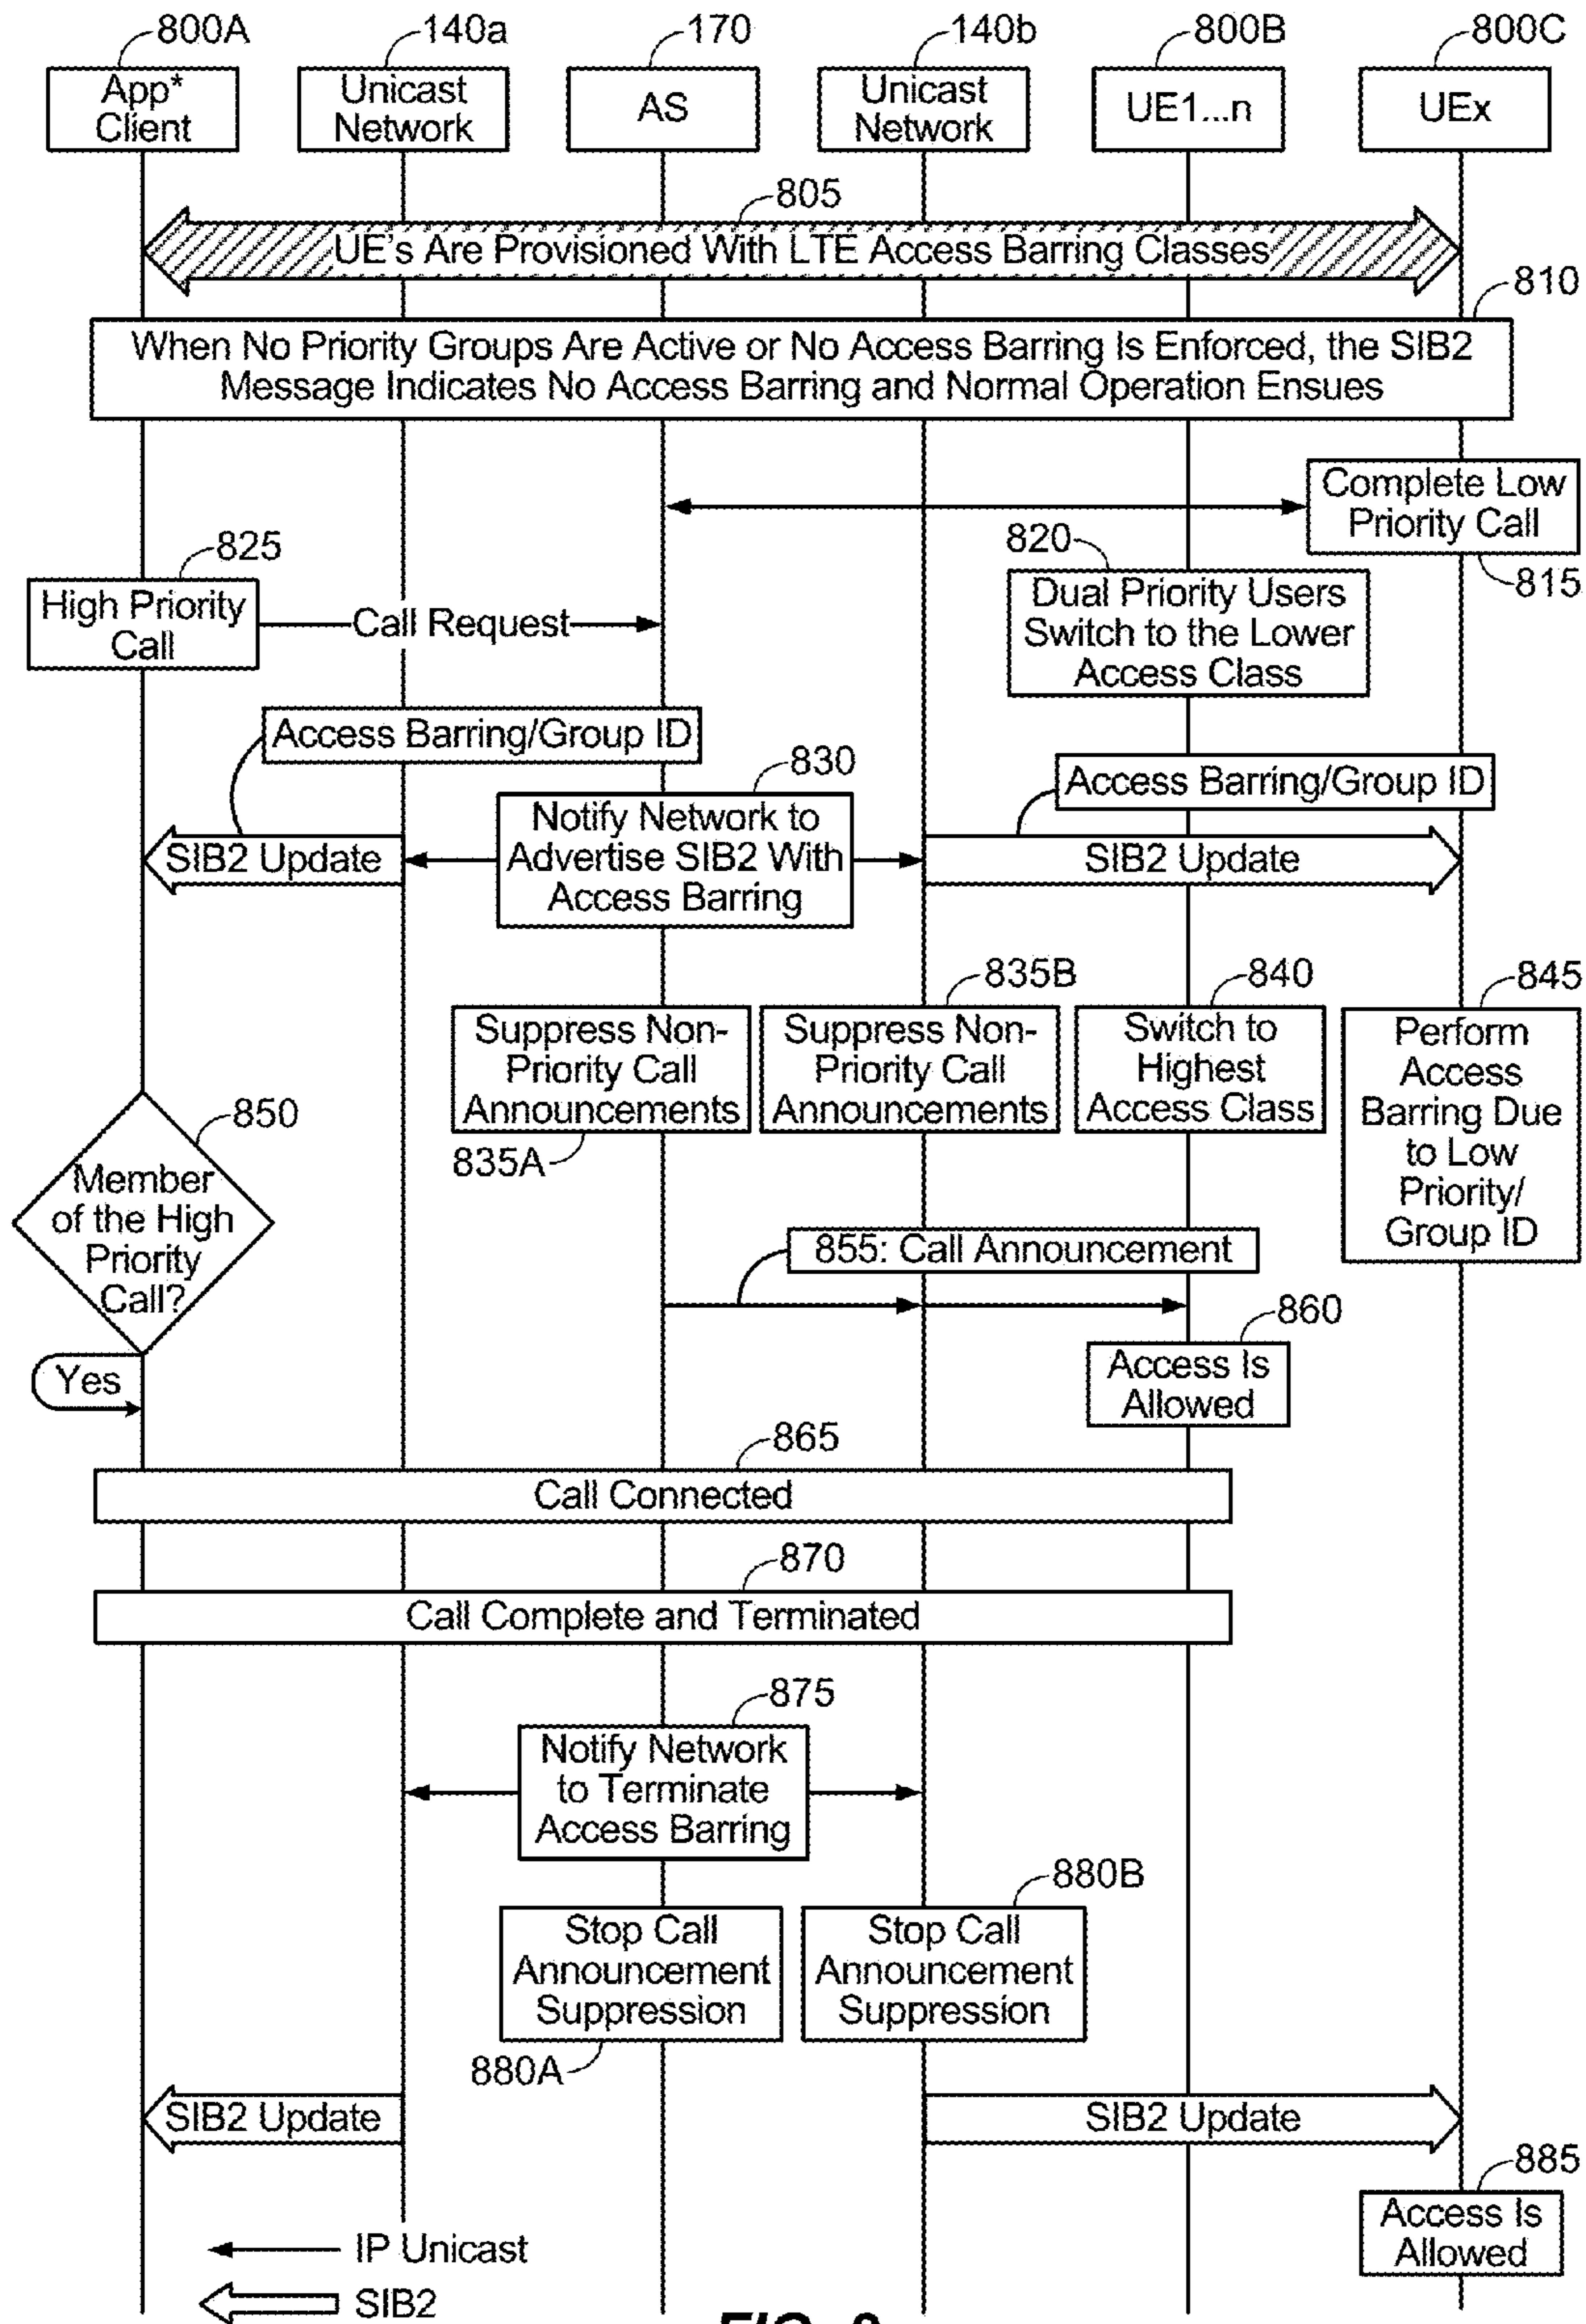 800A
140a
170
140b
800B
800C
App*
Client
Unicast
Network
AS
Unicast
Network
UE1...n
UEx
805
UE's Are Provisioned With LTE Access Barring Classes
810
When No Priority Groups Are Active or No Access Barring Is Enforced, the SIB2
Message Indicates No Access Barring and Normal Operation Ensues
Complete Low
Priority Call
815
820
Dual Priority Users
Switch to the Lower
Access Class
825
High Priority
Call
Call Request
Access Barring/Group ID
830
Access Barring/Group ID
SIB2 Update
Notify Network to
Advertise SIB2 With
Access Barring
SIB2 Update
835B
840
845
Suppress Non-
Priority Call
Announcements
835A
Suppress Non-
Priority Call
Announcements
Switch to
Highest
Access Class
Perform
Access
Barring Due
to Low
Priority/
Group ID
850
Member
of the High
Priority
Call?
Yes
855: Call Announcement
860
Access Is
Allowed
865
Call Connected
870
Call Complete and Terminated
875
Notify Network
to Terminate
Access Barring
880B
Stop Call
Announcement
Suppression
880A
Stop Call
Announcement
Suppression
SIB2 Update
SIB2 Update
885
Access Is
Allowed
IP Unicast
SIB2